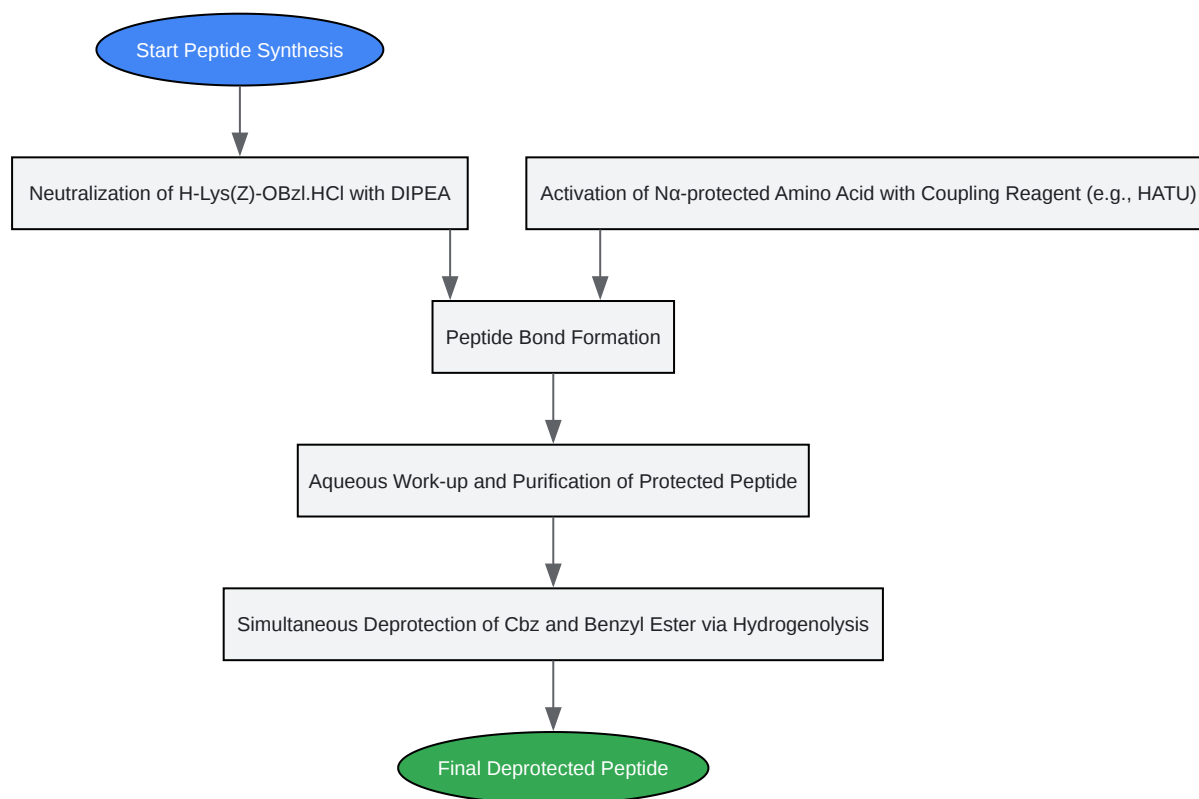 Start Peptide Synthesis
Neutralization of H-Lys(Z)-OBzl.HCl with DIPEA
Activation of Nα-protected Amino Acid with Coupling Reagent (e.g., HATU)
Peptide Bond Formation
Aqueous Work-up and Purification of Protected Peptide
Simultaneous Deprotection of Cbz and Benzyl Ester via Hydrogenolysis
Final Deprotected Peptide